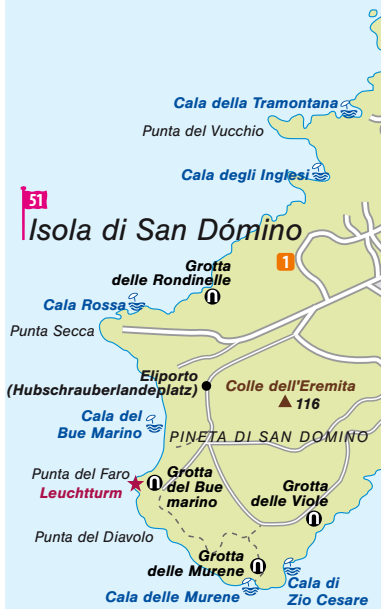 Cala della Tramontana
Punta del Vucchio
Cala degli Inglesi
51
Isola di San Dómino
1
Grotta
delle Rondinelle
Cala Rossa
Punta Secca
Eliporto
(Hubschrauberlandeplatz)
Colle dell'Eremita
116
Cala del
Bue Marino
PINETA DI SAN DOMINO
Punta del Faro
Leuchtturm
Grotta
del Bue
marino
Grotta
delle Viole
Punta del Diavolo
Grotta
delle Murene
Cala delle Murene
Cala di
Zio Cesare